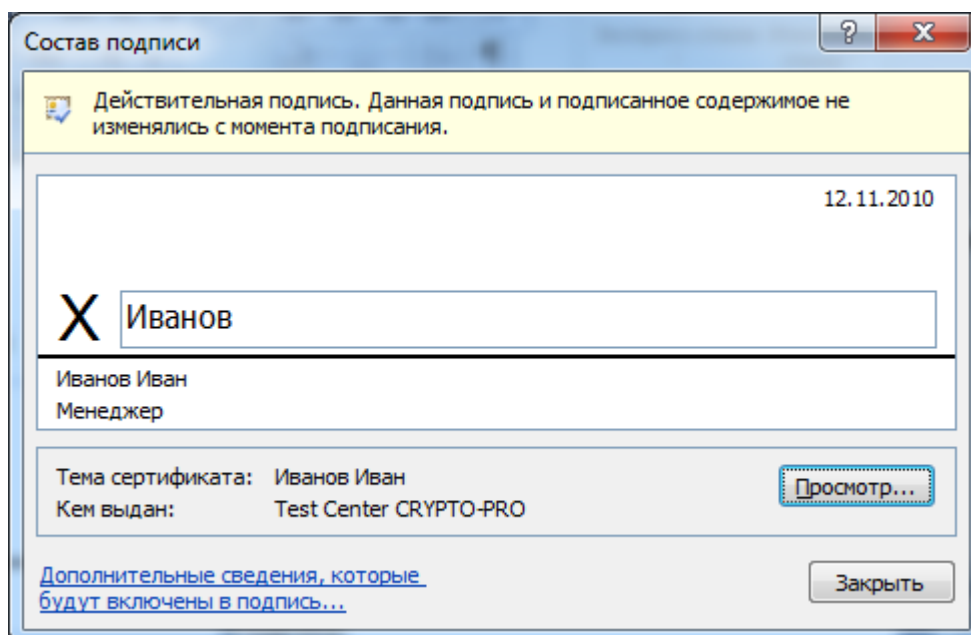 Состав подписи
Действительная подпись. Данная подпись и подписанное содержимое не
изменялись с момента подписания.
12.11.2010
X Иванов
Иванов Иван
Менеджер
Тема сертификата: Иванов Иван
Просмотр...
Кем выдан: Test Center CRYPTO-PRO
Дополнительные сведения, которые
будут включены в подпись...
Закрыть